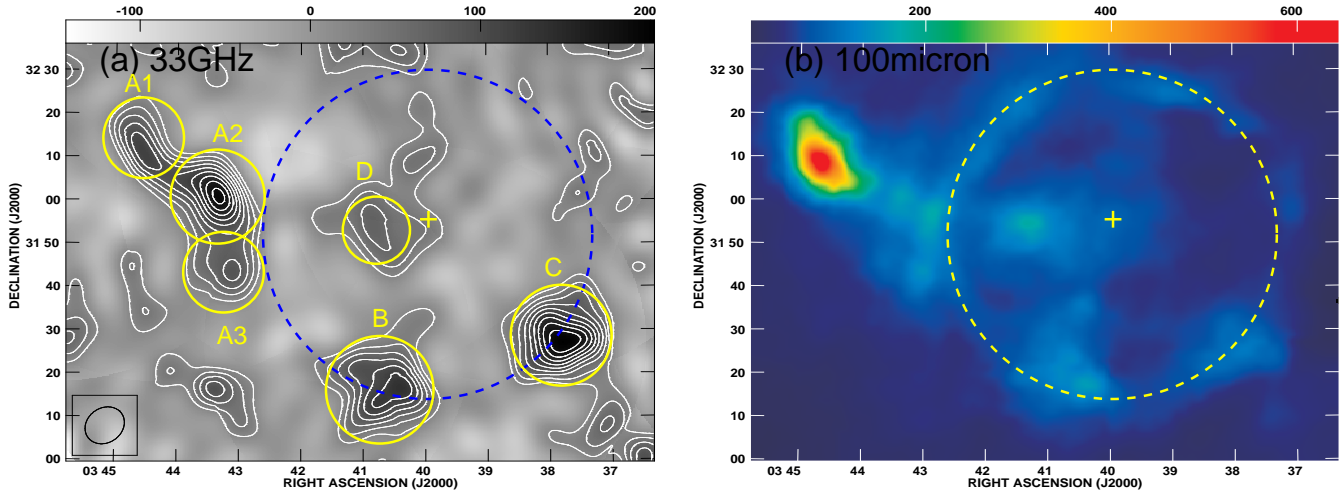 -100 0 100 200
(a) 33GHz
A1
A2
A3
B
C
D
32 30
20
10
00
31 50
40
30
20
10
00
DECLINATION (J2000)
03 45 44 43 42 41 40 39 38 37
RIGHT ASCENSION (J2000)
200 400 600
(b) 100micron
32 30
20
10
00
31 50
40
30
20
10
00
DECLINATION (J2000)
03 45 44 43 42 41 40 39 38 37
RIGHT ASCENSION (J2000)